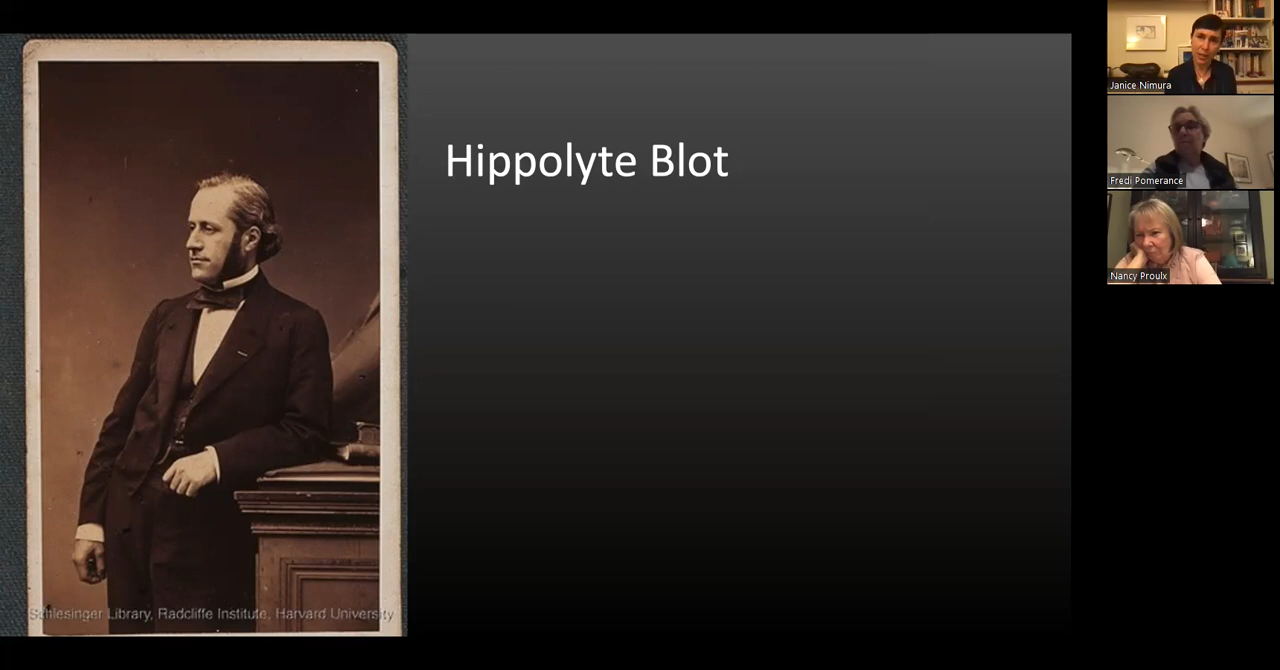 Hippolyte Blot
Schlesinger Library, Radcliffe Institute, Harvard University
Janice Nimura
Fredi Pomerance
Nancy Proulx